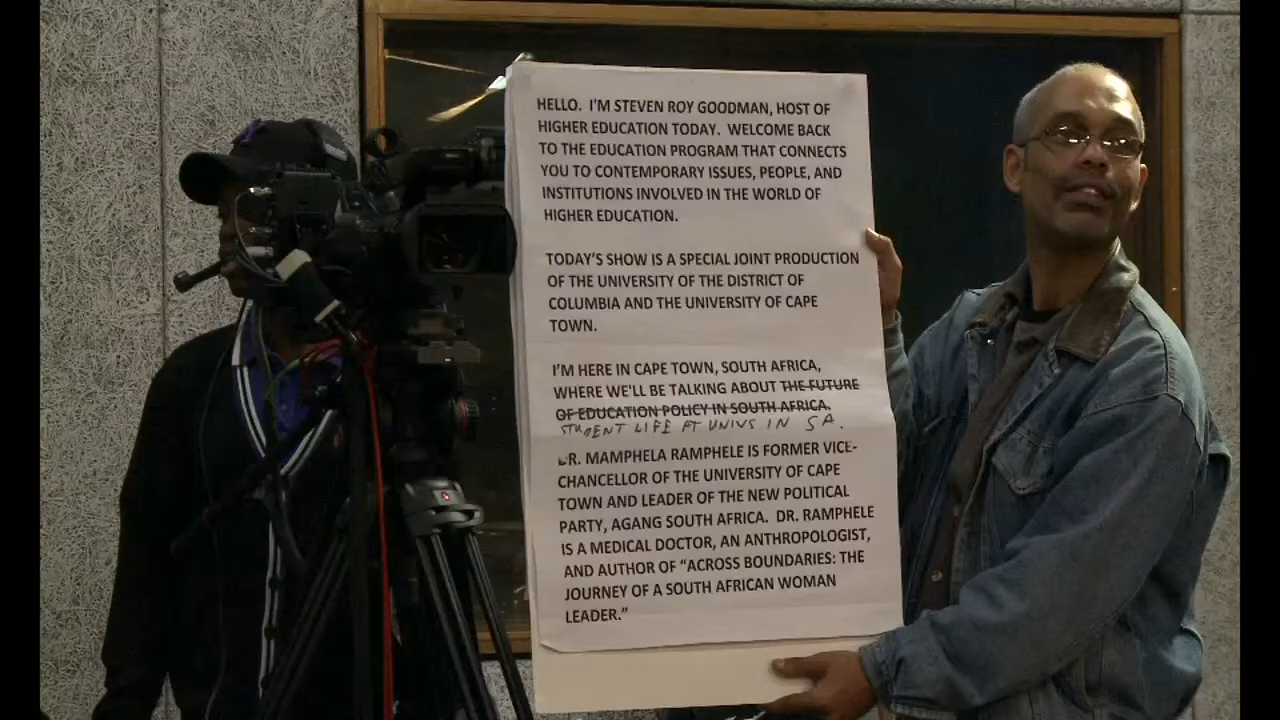 HELLO. I'M STEVEN ROY GOODMAN, HOST OF
HIGHER EDUCATION TODAY. WELCOME BACK
TO THE EDUCATION PROGRAM THAT CONNECTS
YOU TO CONTEMPORARY ISSUES, PEOPLE, AND
INSTITUTIONS INVOLVED IN THE WORLD OF
HIGHER EDUCATION.
TODAY'S SHOW IS A SPECIAL JOINT PRODUCTION
OF THE UNIVERSITY OF THE DISTRICT OF
COLUMBIA AND THE UNIVERSITY OF CAPE
TOWN.
I'M HERE IN CAPE TOWN, SOUTH AFRICA,
WHERE WE'LL BE TALKING ABOUT THE FUTURE
OF EDUCATION POLICY IN SOUTH AFRICA.
STUDENT LIFE AT UNIVS IN SA.
DR. MAMPHELA RAMPHELE IS FORMER VICE-
CHANCELLOR OF THE UNIVERSITY OF CAPE
TOWN AND LEADER OF THE NEW POLITICAL
PARTY, AGANG SOUTH AFRICA. DR. RAMPHELE
IS A MEDICAL DOCTOR, AN ANTHROPOLOGIST,
AND AUTHOR OF "ACROSS BOUNDARIES: THE
JOURNEY OF A SOUTH AFRICAN WOMAN
LEADER."